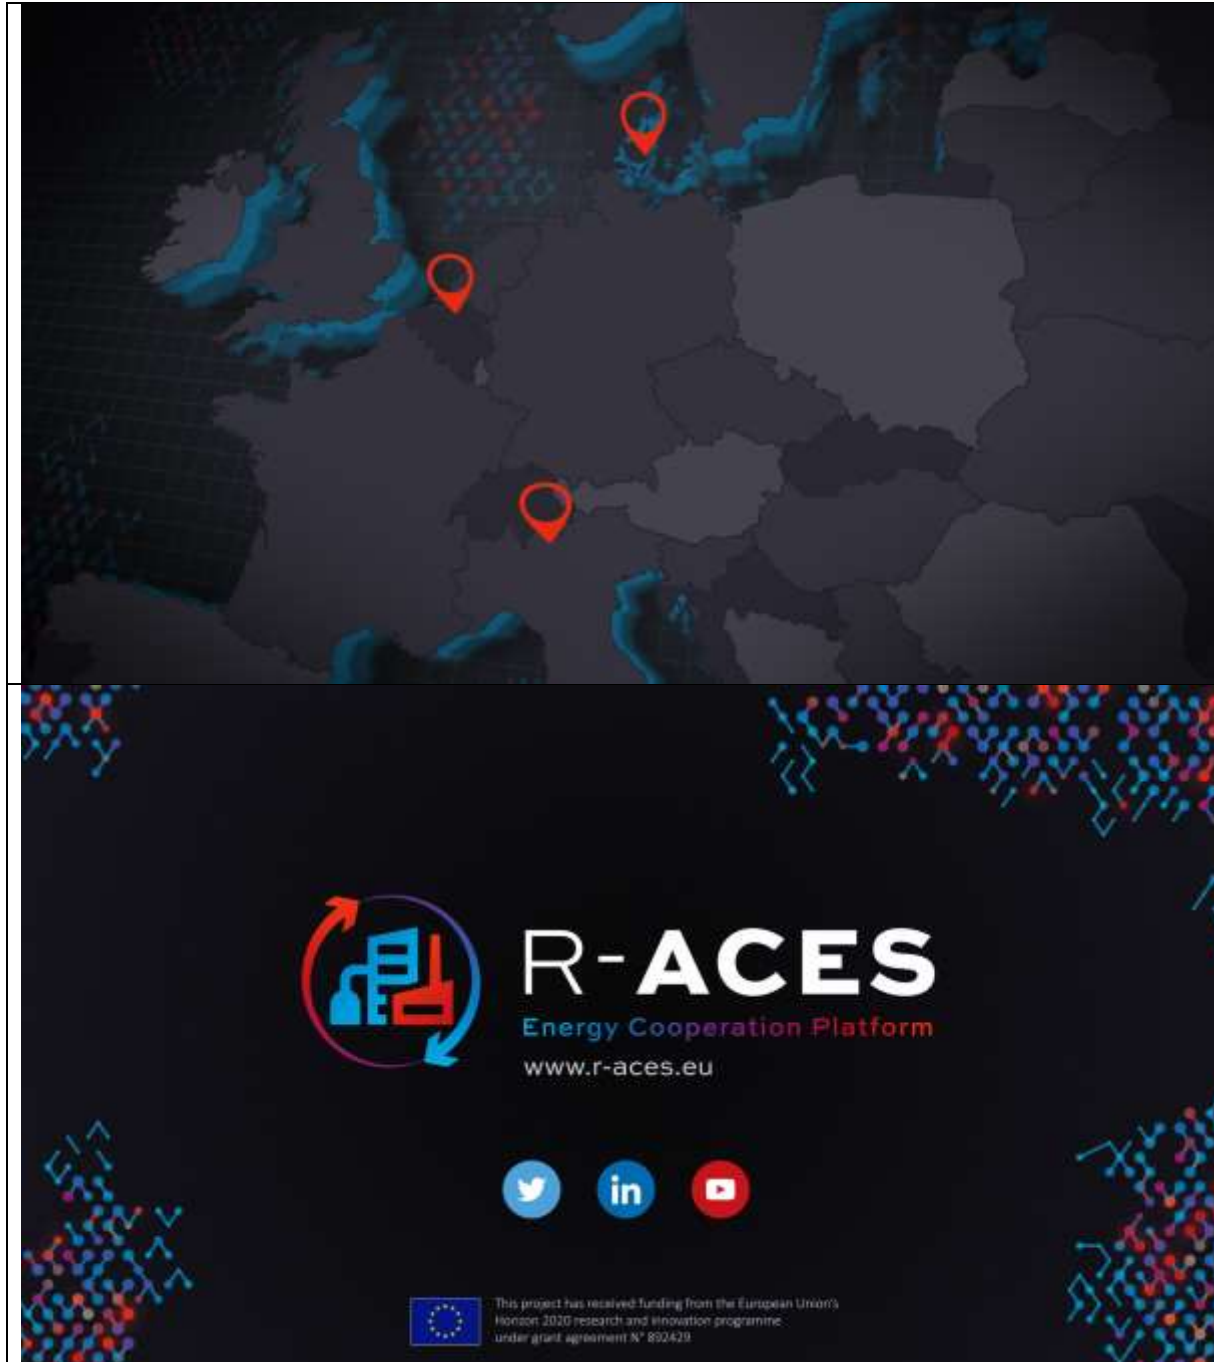 R-ACES
Energy Cooperation Platform
www.r-aces.eu
in
This project has received funding from the European Union's
Horizon 2020 research and innovation programme
under grant agreement N° 892429